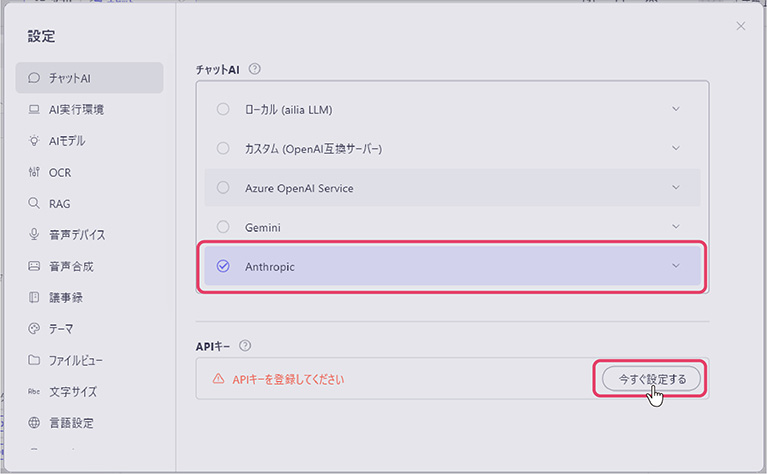 設定
チャットAI
AI実行環境
AIモデル
OCR
RAG
音声デバイス
音声合成
議事録
テーマ
ファイルビュー
Abc 文字サイズ
言語設定
チャットAI ?
ローカル (ailia LLM)
カスタム (OpenAI互換サーバー)
Azure OpenAI Service
Gemini
Anthropic
APIキー ?
APIキーを登録してください
今すぐ設定する